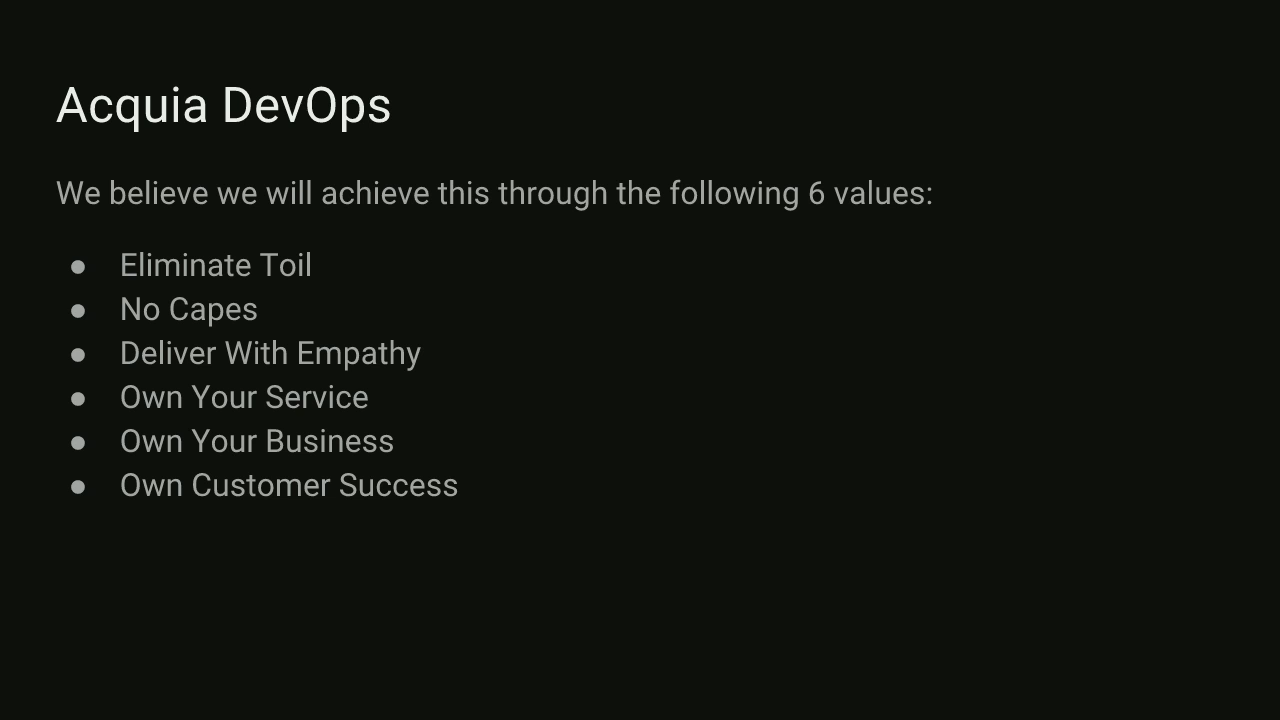 Acquia DevOps
We believe we will achieve this through the following 6 values:
● Eliminate Toil
● No Capes
● Deliver With Empathy
● Own Your Service
● Own Your Business
● Own Customer Success